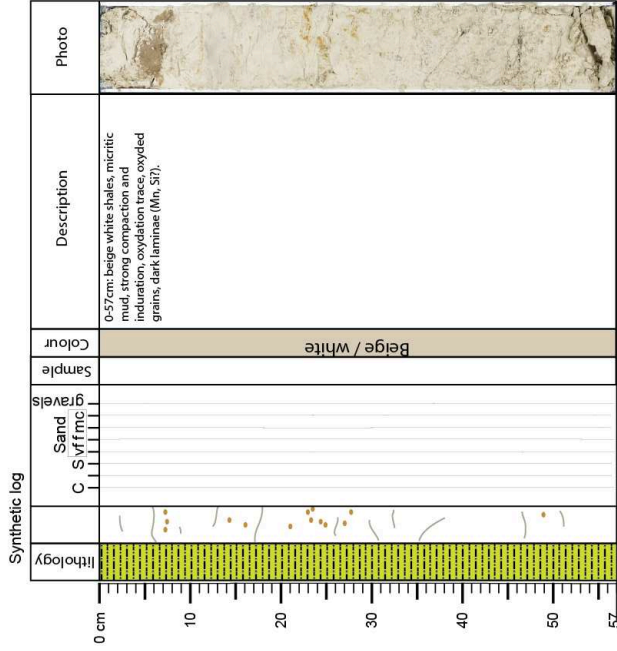 Synthetic log
lithology
C
S
vf
f
m
c
Sand
gravels
Sample
Colour
Description
Photo
Beige / white
0-57cm: beige white shales, micritic
mud, strong compaction and
induration, oxydation trace, oxyded
grains, dark laminae (Mn, Si?).
0 cm
10
20
30
40
50
57